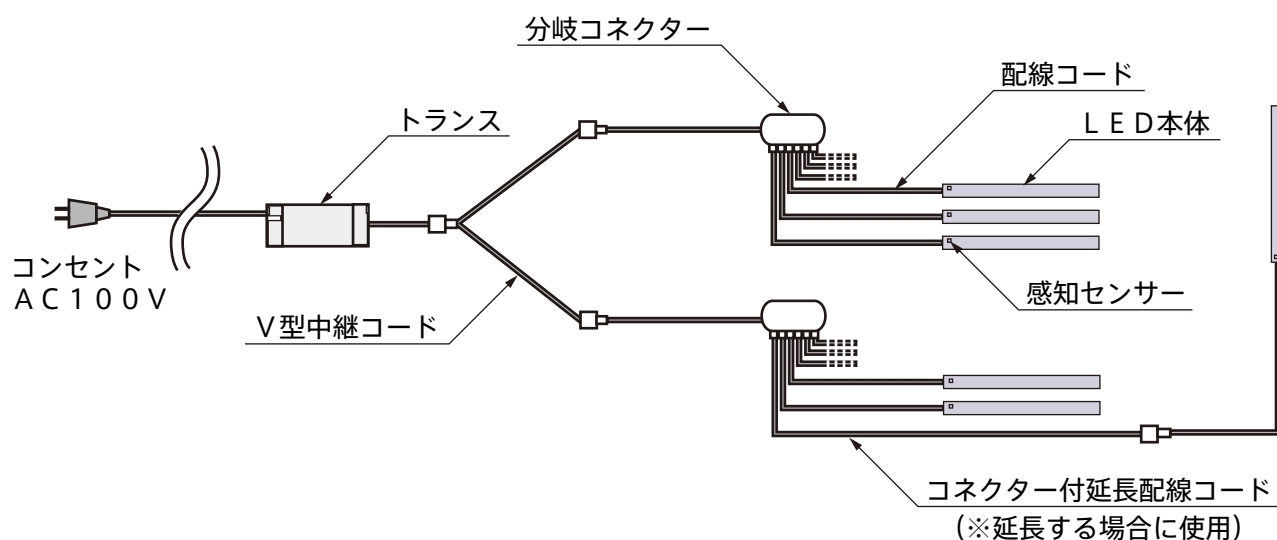 分岐コネクター
配線コード
トランス
ＬＥＤ本体
コンセント
ＡＣ１００Ｖ
感知センサー
Ｖ型中継コード
コネクター付延長配線コード
（※延長する場合に使用）